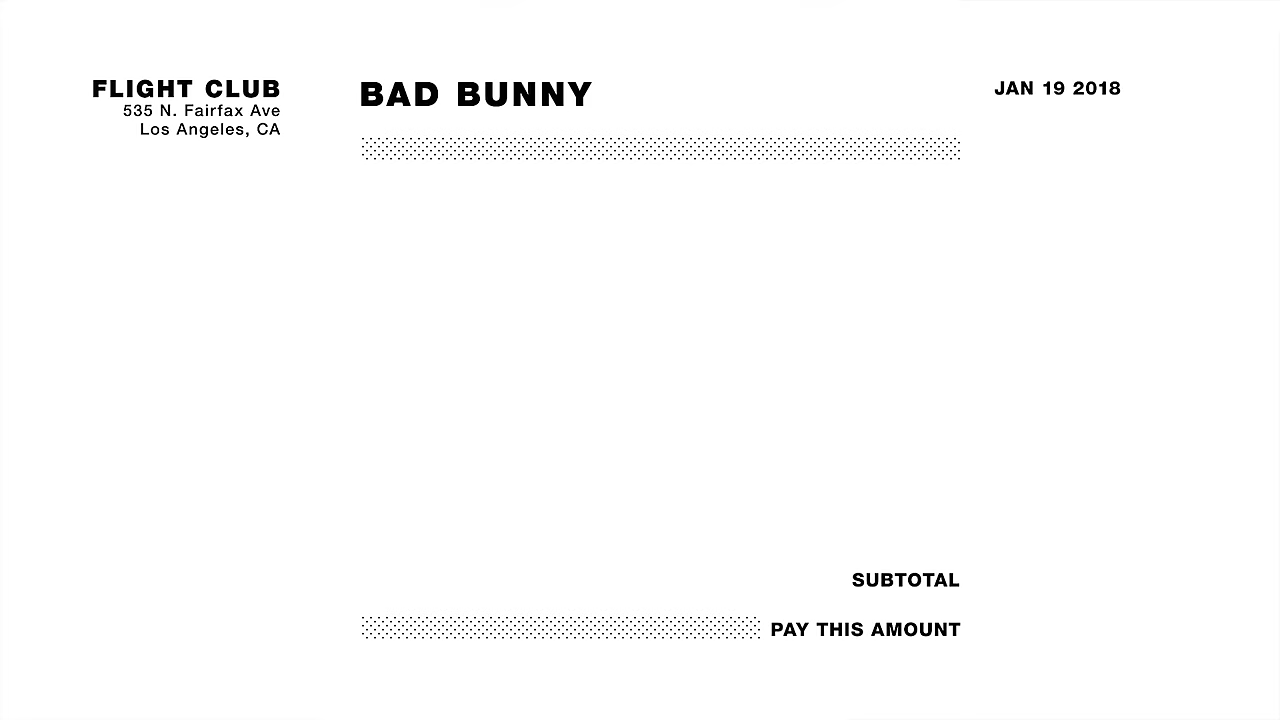 FLIGHT CLUB
535 N. Fairfax Ave
Los Angeles, CA
BAD BUNNY
JAN 19 2018
SUBTOTAL
PAY THIS AMOUNT